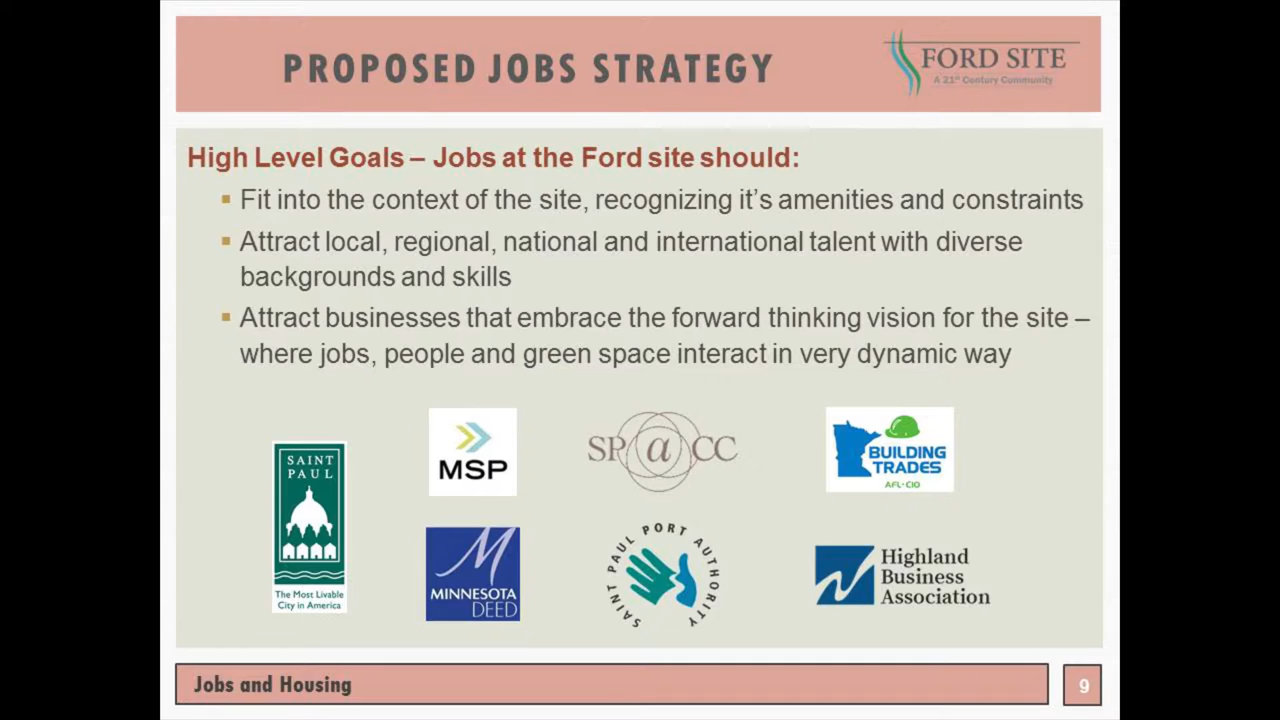 PROPOSED JOBS STRATEGY
FORD SITE
A 21st Century Community
High Level Goals – Jobs at the Ford site should:
▪ Fit into the context of the site, recognizing it’s amenities and constraints
▪ Attract local, regional, national and international talent with diverse
backgrounds and skills
▪ Attract businesses that embrace the forward thinking vision for the site –
where jobs, people and green space interact in very dynamic way
SAINT
PAUL
The Most Livable
City in America
MSP
SPaCC
BUILDING
TRADES
AFL-CIO
MINNESOTA
DEED
SAINT PAUL PORT AUTHORITY
Highland
Business
Association
Jobs and Housing
9